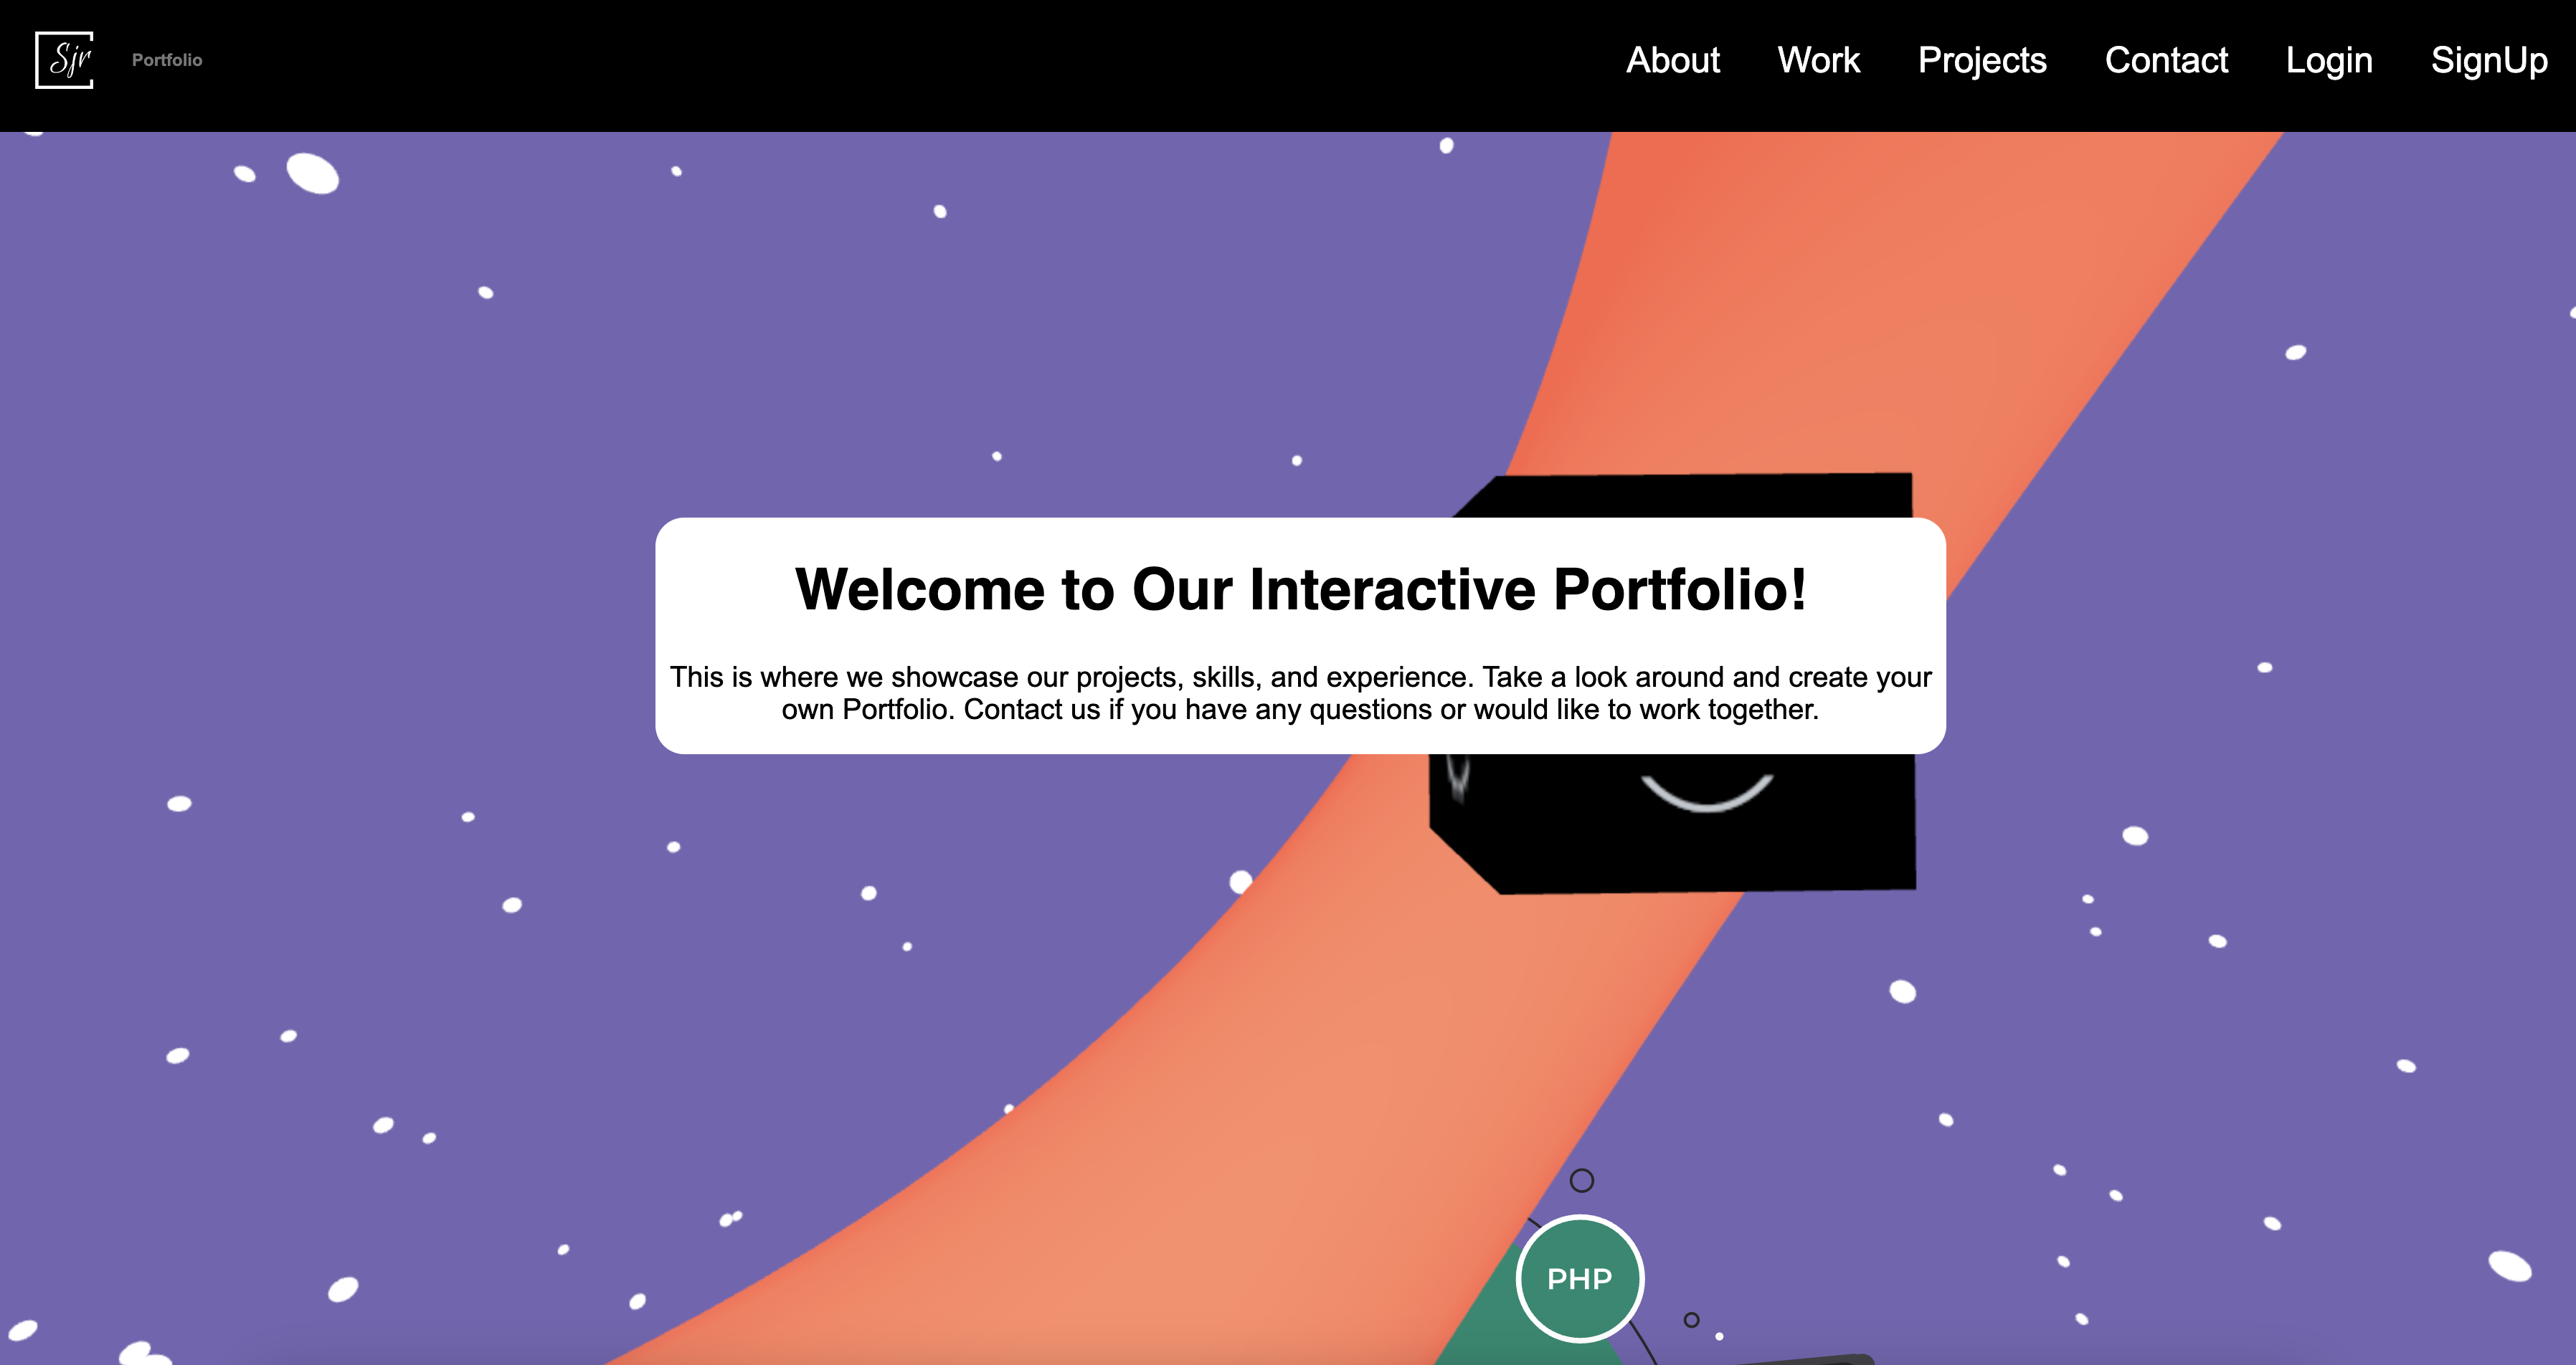 Sjr
Portfolio
About Work Projects Contact Login SignUp
Welcome to Our Interactive Portfolio!
This is where we showcase our projects, skills, and experience. Take a look around and create your
own Portfolio. Contact us if you have any questions or would like to work together.
PHP